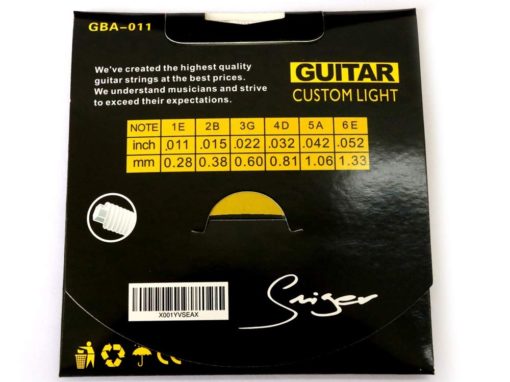 GBA-011
We've created the highest quality
guitar strings at the best prices.
We understand musicians and strive
to exceed their expectations.
GUITAR
CUSTOM LIGHT
NOTE 1E 2B 3G 4D 5A 6E
inch .011 .015 .022 .032 .042 .052
mm 0.28 0.38 0.60 0.81 1.06 1.33
X001YVSEAX
Smiger